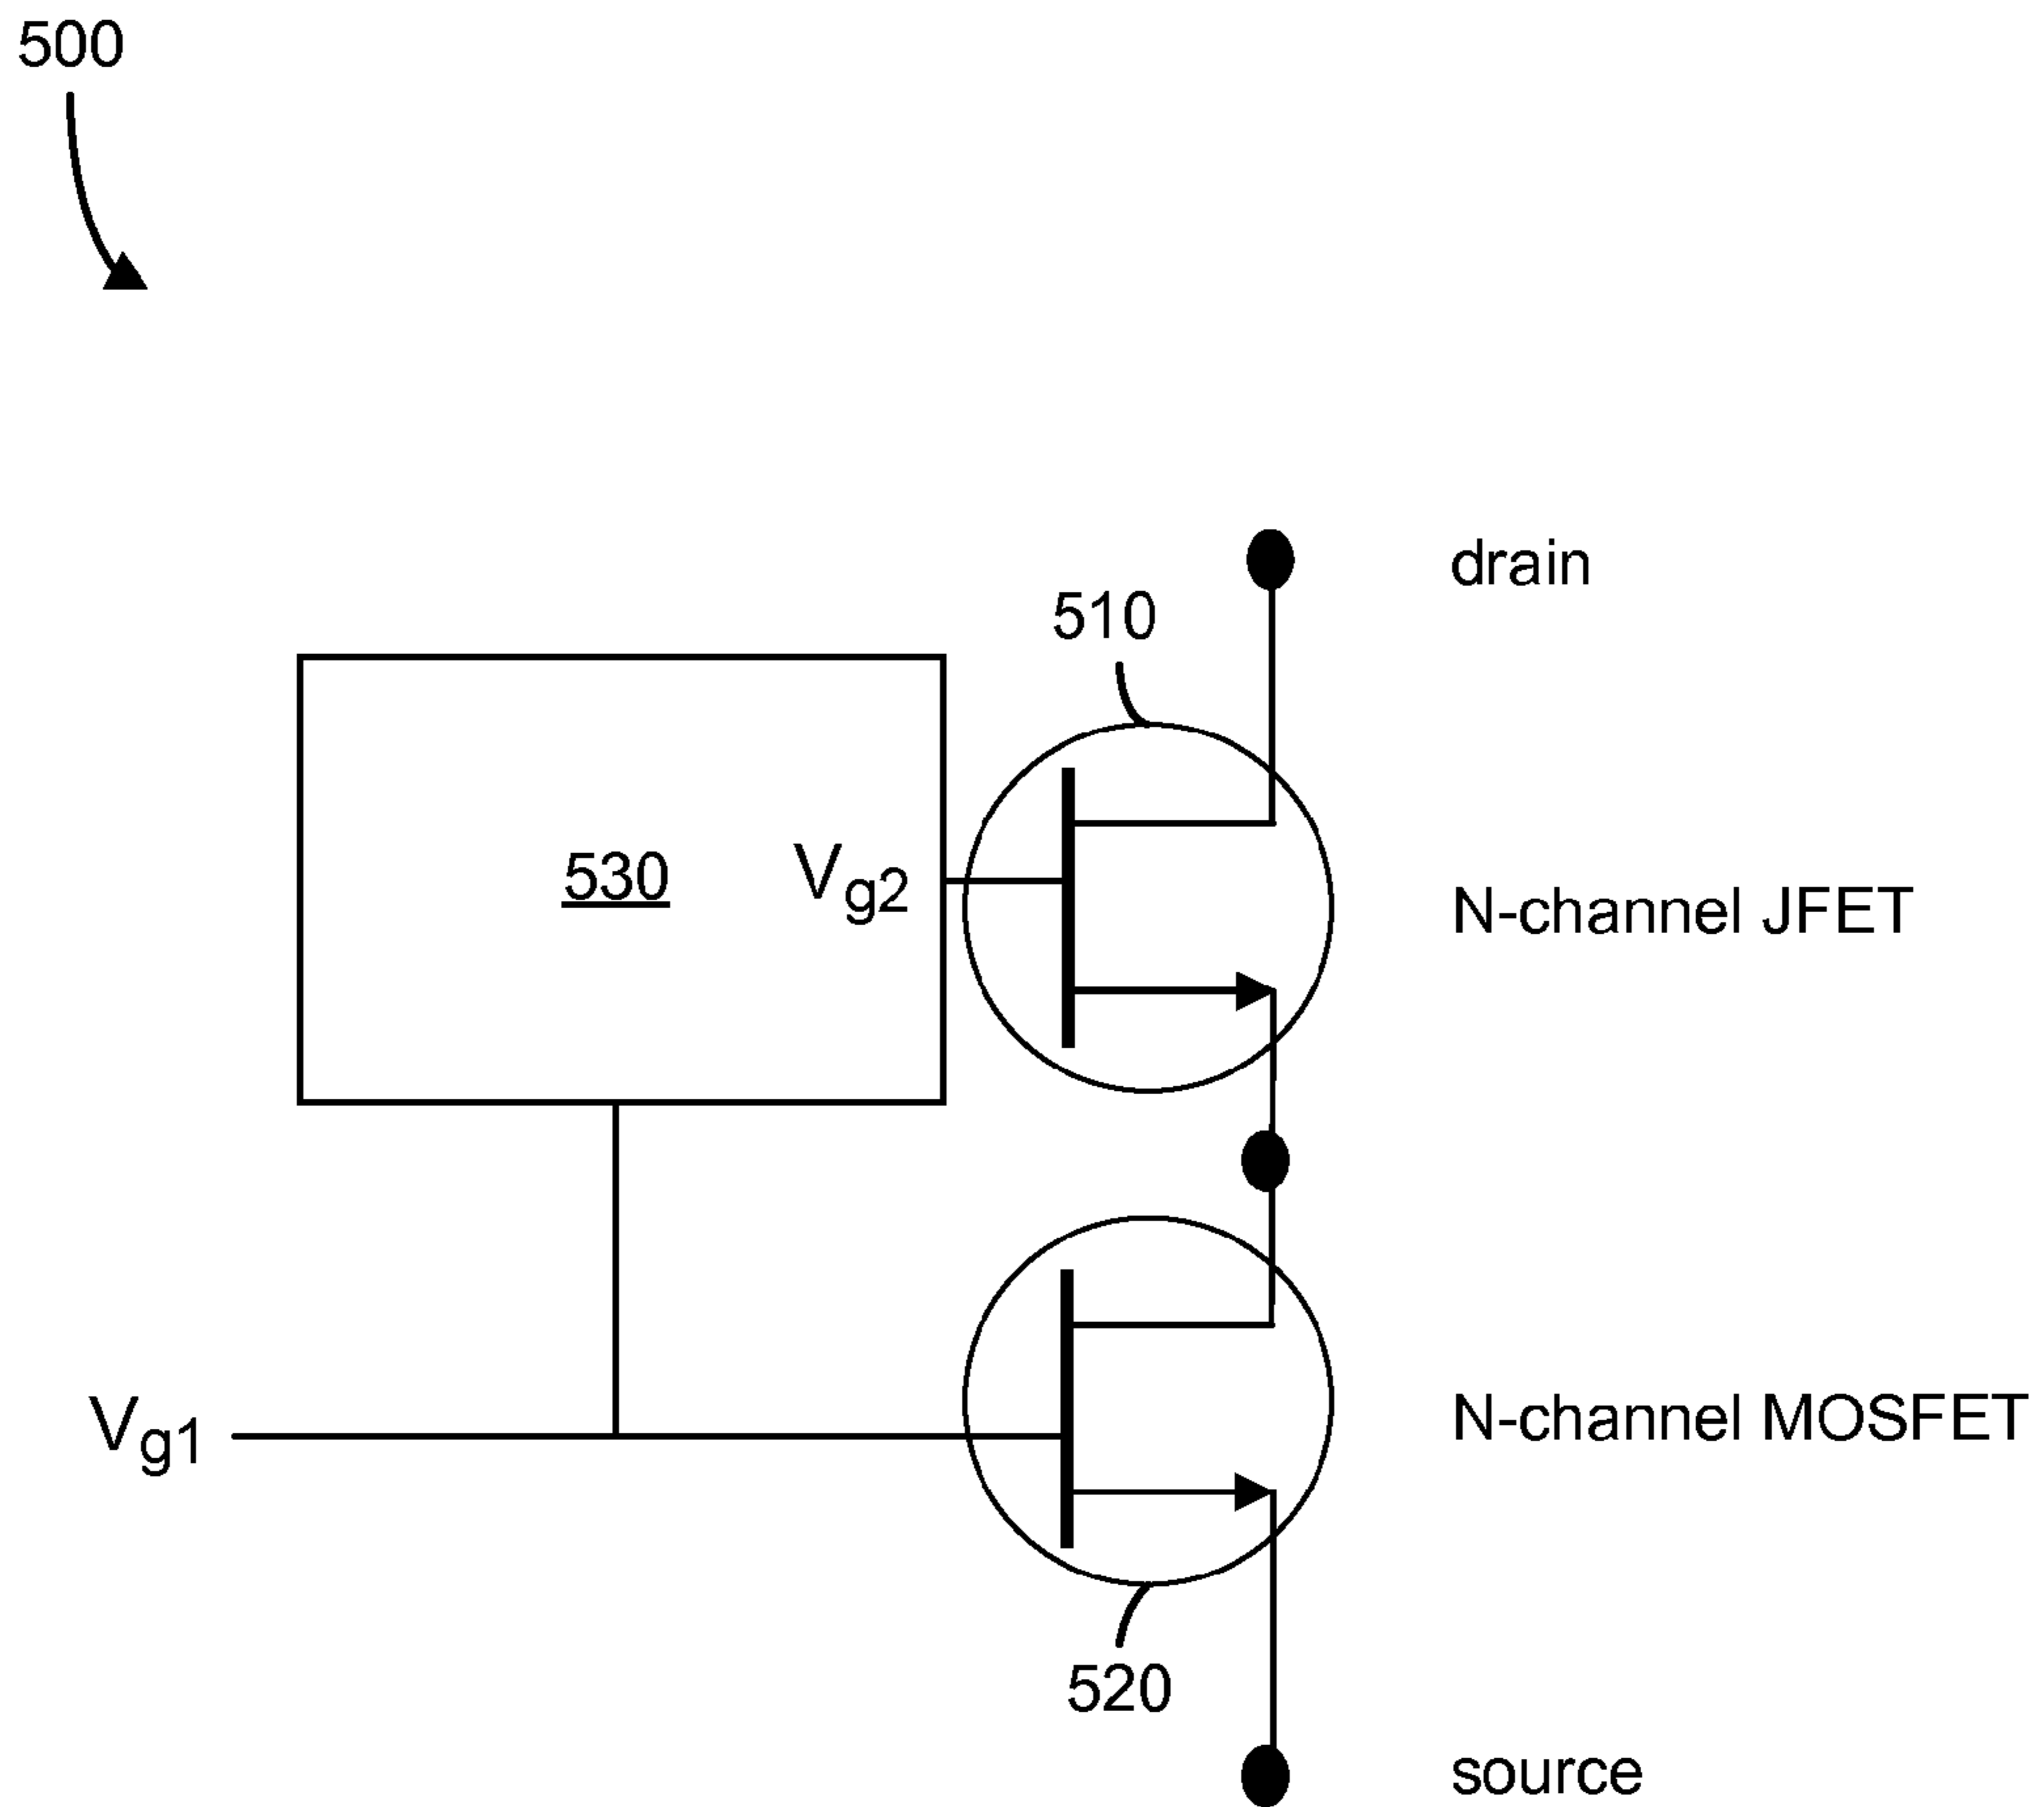 500
drain
510
530
Vg2
N-channel JFET
Vg1
N-channel MOSFET
520
source